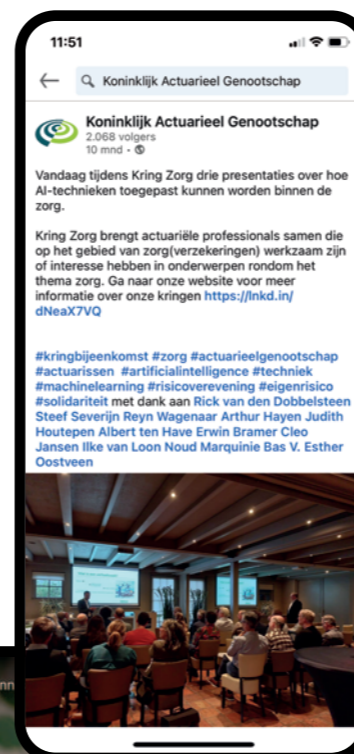 11:51
Koninklijk Actuarieel Genootschap
Koninklijk Actuarieel Genootschap
2.068 volgers
10 mnd •
Vandaag tijdens Kring Zorg drie presentaties over hoe
AI-technieken toegepast kunnen worden binnen de
zorg.
Kring Zorg brengt actuariële professionals samen die
op het gebied van zorg(verzekeringen) werkzaam zijn
of interesse hebben in onderwerpen rondom het
thema zorg. Ga naar onze website voor meer
informatie over onze kringen https://lnkd.in/
dNeaX7VQ
#kringbijeenkomst #zorg #actuarieelgenootschap
#actuarissen #artificialintelligence #techniek
#machinelearning #risicoverevening #eigenrisico
#solidariteit met dank aan Rick van den Dobbelsteen
Steef Severijn Reyn Wagenaar Arthur Hayen Judith
Houtepen Albert ten Have Erwin Bramer Cleo
Jansen Ilke van Loon Noud Marquinie Bas V. Esther
Oostveen